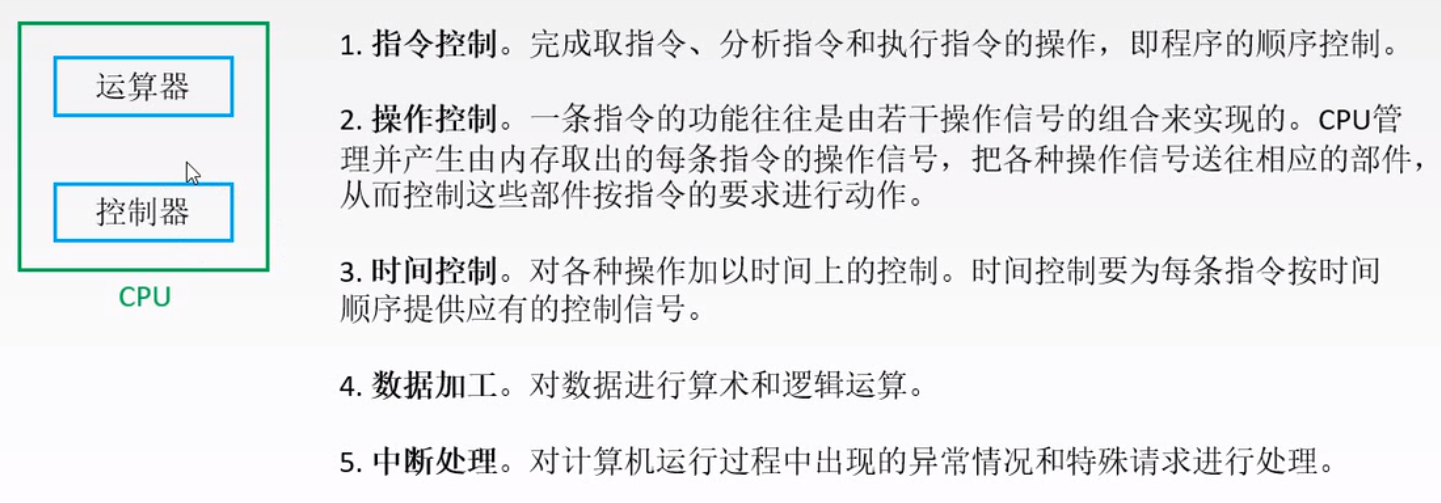 运算器
控制器
CPU
1. 指令控制。完成取指令、分析指令和执行指令的操作，即程序的顺序控制。
2. 操作控制。一条指令的功能往往是由若干操作信号的组合来实现的。CPU管
理并产生由内存取出的每条指令的操作信号，把各种操作信号送往相应的部件，
从而控制这些部件按指令的要求进行动作。
3. 时间控制。对各种操作加以时间上的控制。时间控制要为每条指令按时间
顺序提供应有的控制信号。
4. 数据加工。对数据进行算术和逻辑运算。
5. 中断处理。对计算机运行过程中出现的异常情况和特殊请求进行处理。